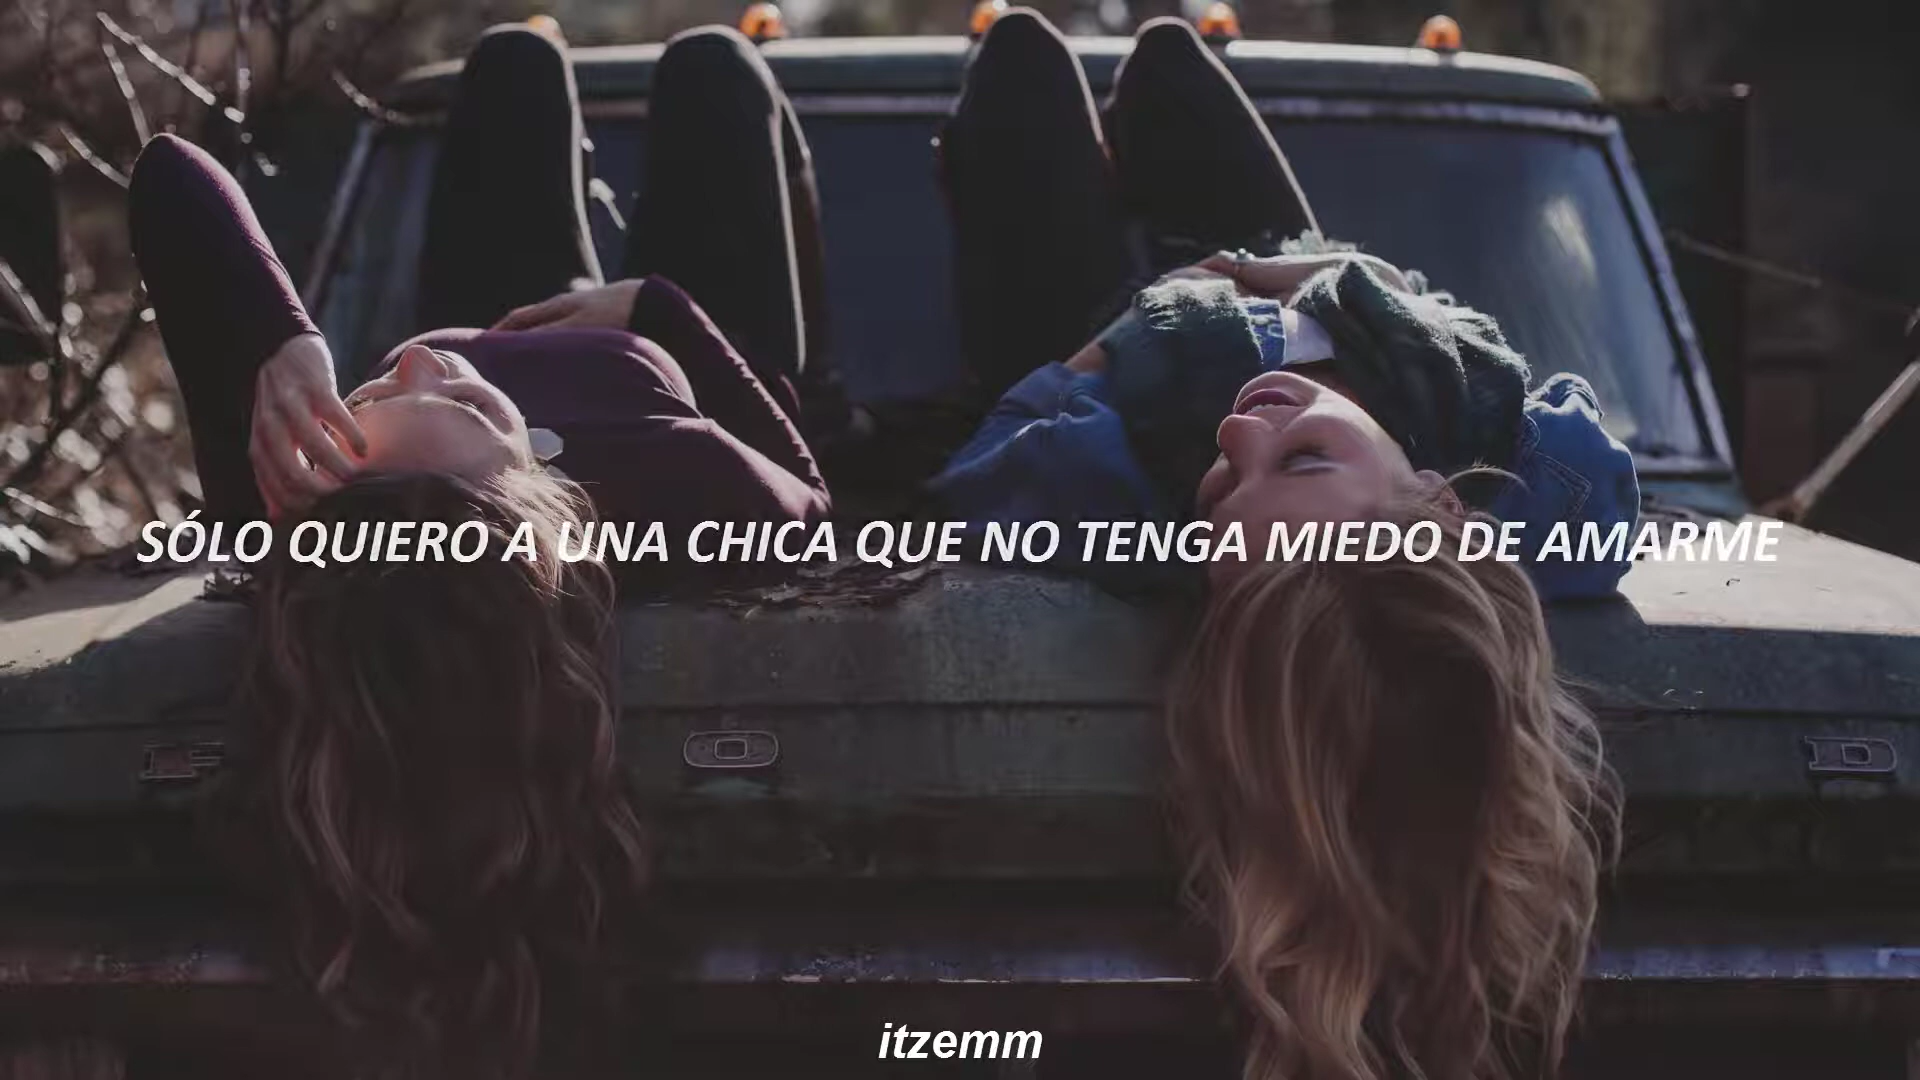 SÓLO QUIERO A UNA CHICA QUE NO TENGA MIEDO DE AMARME
O
D
itzemm